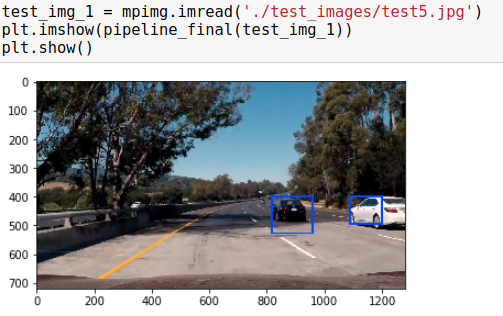 test_img_1 = mpimg.imread('./test_images/test5.jpg')
plt.imshow(pipeline_final(test_img_1))
plt.show()
0
100
200
300
400
500
600
700
0 200 400 600 800 1000 1200